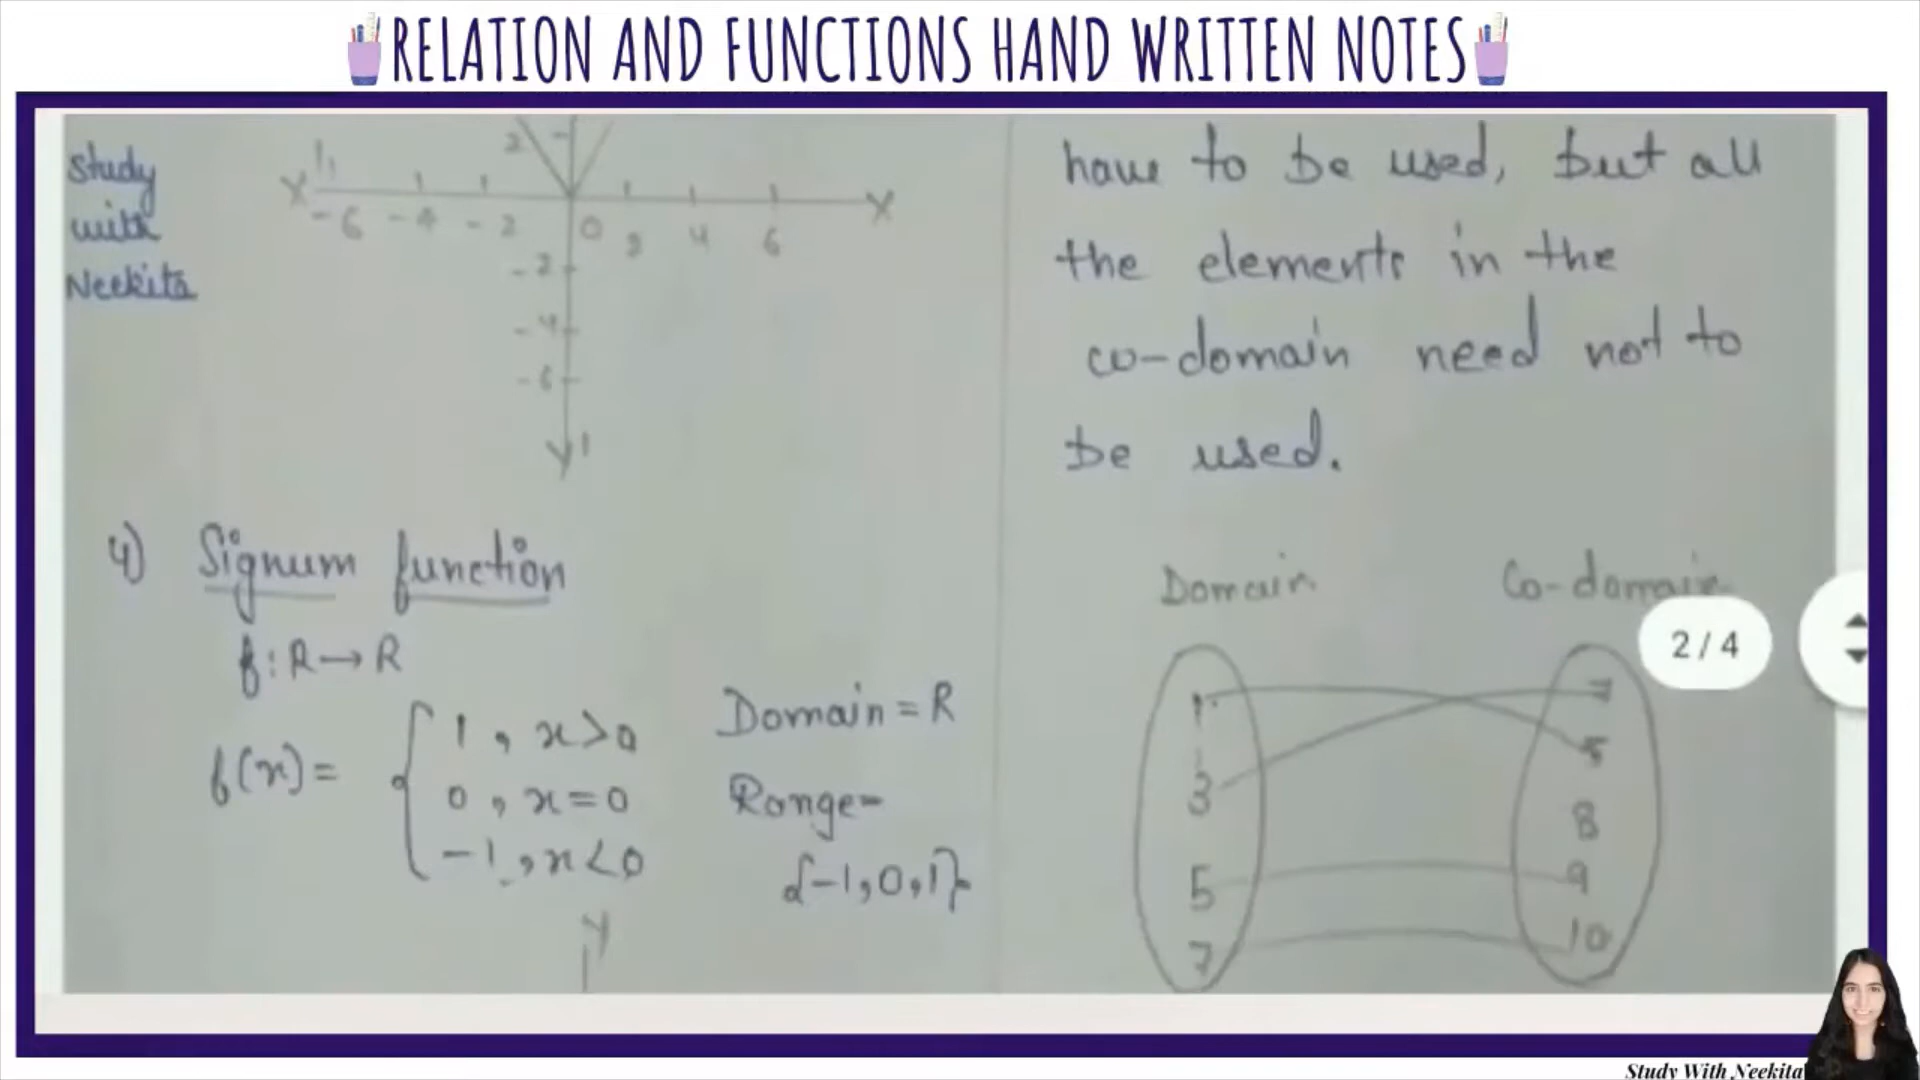 RELATION AND FUNCTIONS HAND WRITTEN NOTES
Study
with
Neekita
2
X'
X
-6 -4 -2 0 2 4 6
-2
-4
-6
Y'
4) Signum function
f : R → R
f(x) = { 1 , x>0
0 , x=0
-1 , x<0
Domain = R
Range=
{-1,0,1}
Y
have to be used, but all
the elements in the
co-domain need not to
be used.
Domain Co-domain
1
3
5
7
5
8
9
10
2 / 4
Study With Neekita